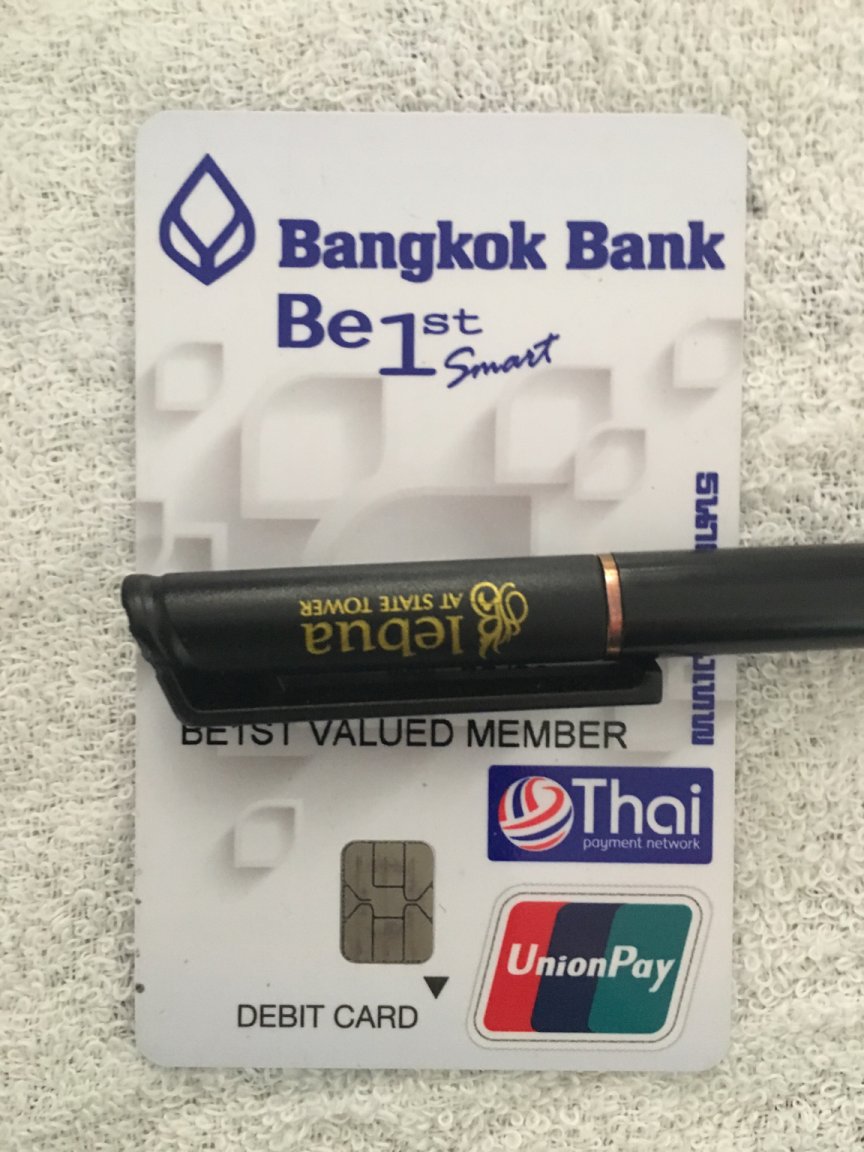 Bangkok Bank
Be1st
Smart
lebua
AT STATE TOWER
BE1ST VALUED MEMBER
Thai
payment network
UnionPay
DEBIT CARD